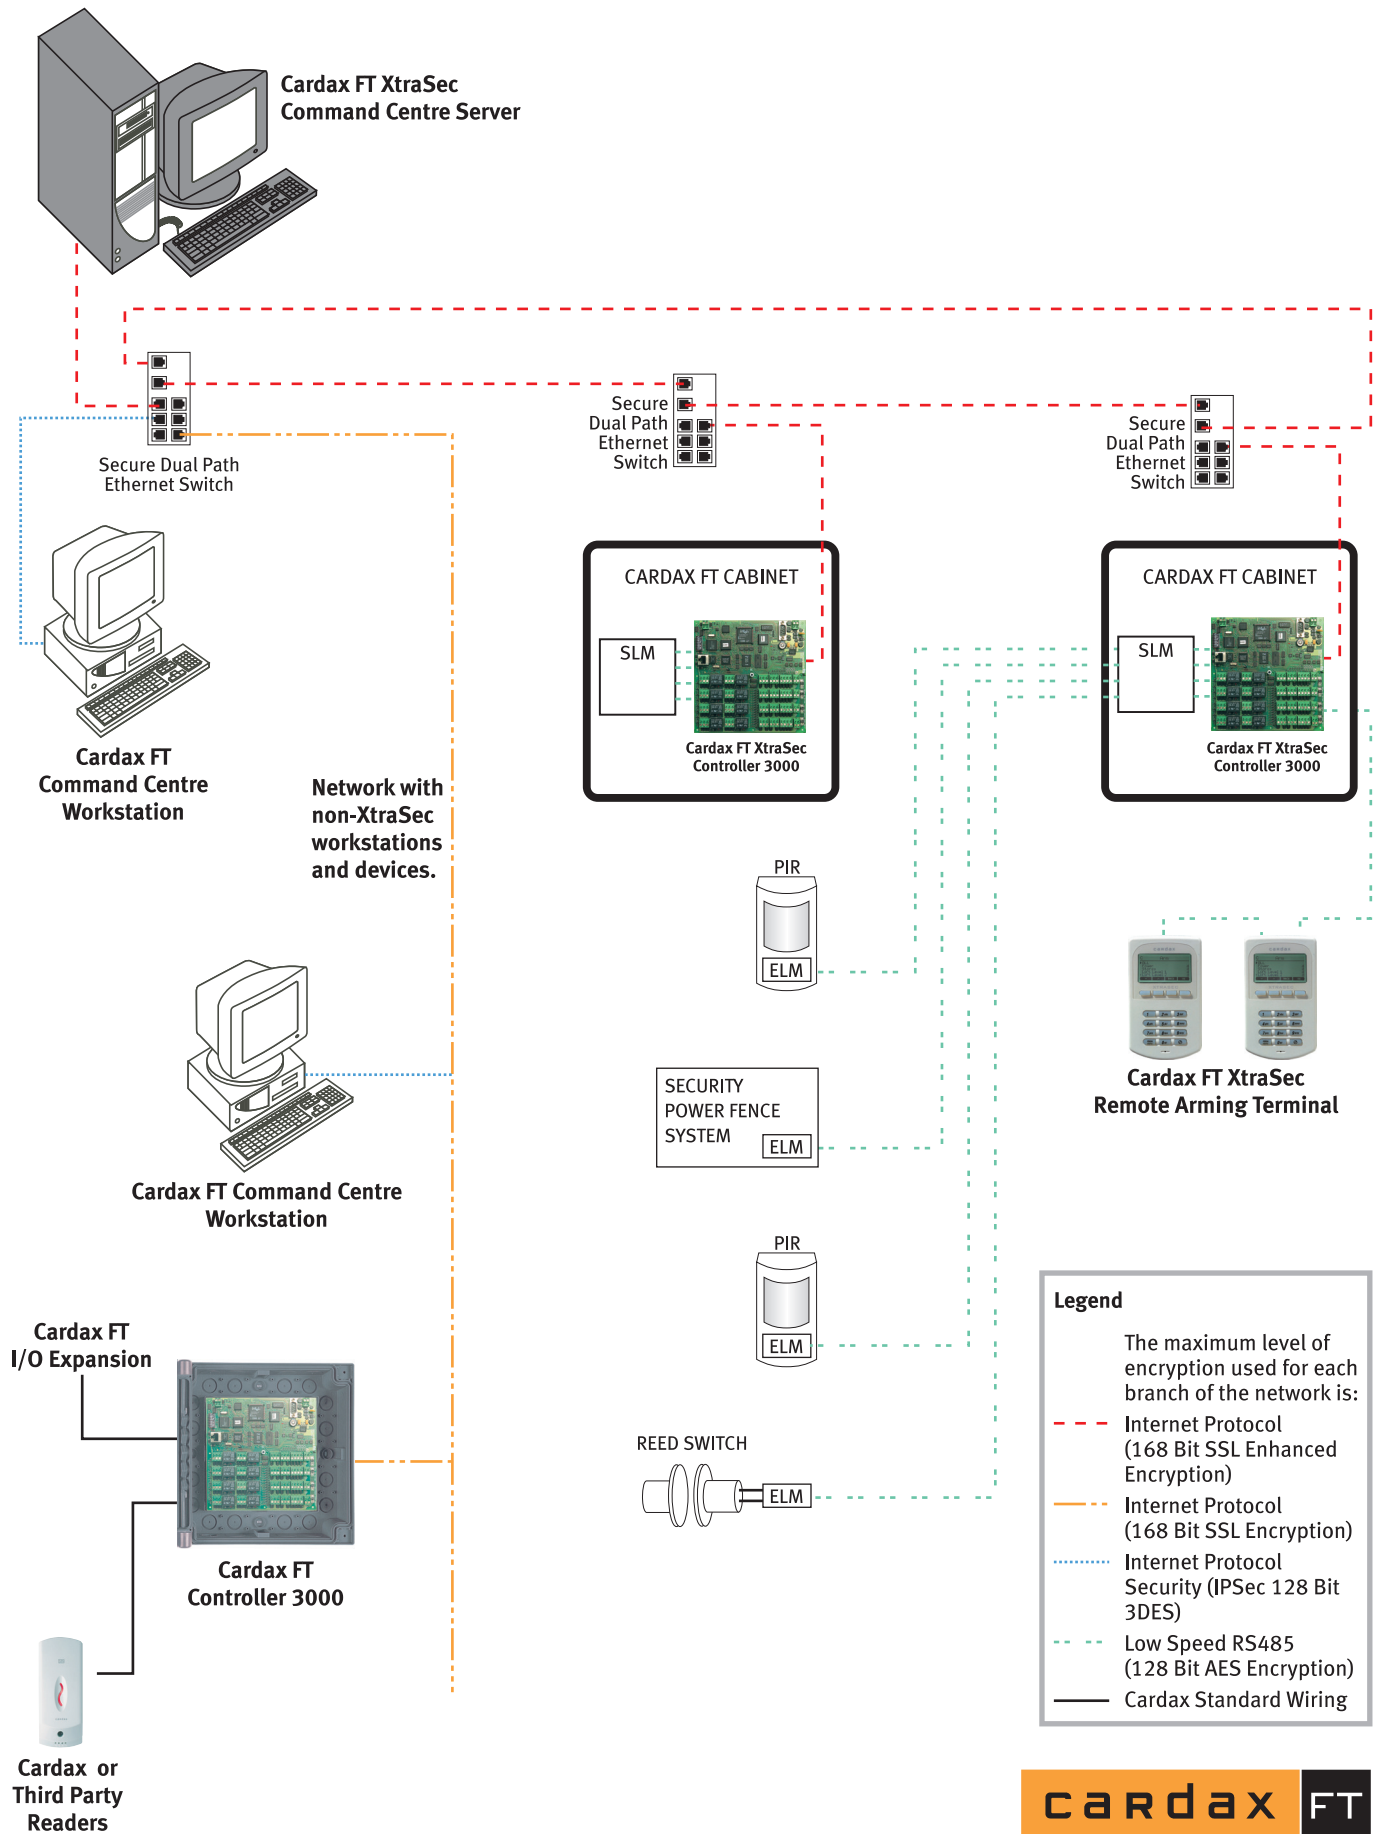 Cardax FT XtraSec
Command Centre Server
Secure Dual Path
Ethernet Switch
Secure
Dual Path
Ethernet
Switch
Secure
Dual Path
Ethernet
Switch
CARDAX FT CABINET
SLM
Cardax FT XtraSec
Controller 3000
CARDAX FT CABINET
SLM
Cardax FT XtraSec
Controller 3000
Cardax FT
Command Centre
Workstation
Network with
non-XtraSec
workstations
and devices.
PIR
ELM
SECURITY
POWER FENCE
SYSTEM
ELM
cardax
cardax
Cardax FT XtraSec
Remote Arming Terminal
Cardax FT Command Centre
Workstation
PIR
ELM
REED SWITCH
ELM
Cardax FT
I/O Expansion
Cardax FT
Controller 3000
Cardax or
Third Party
Readers
Legend
The maximum level of
encryption used for each
branch of the network is:
Internet Protocol
(168 Bit SSL Enhanced
Encryption)
Internet Protocol
(168 Bit SSL Encryption)
Internet Protocol
Security (IPSec 128 Bit
3DES)
Low Speed RS485
(128 Bit AES Encryption)
Cardax Standard Wiring
cardax FT